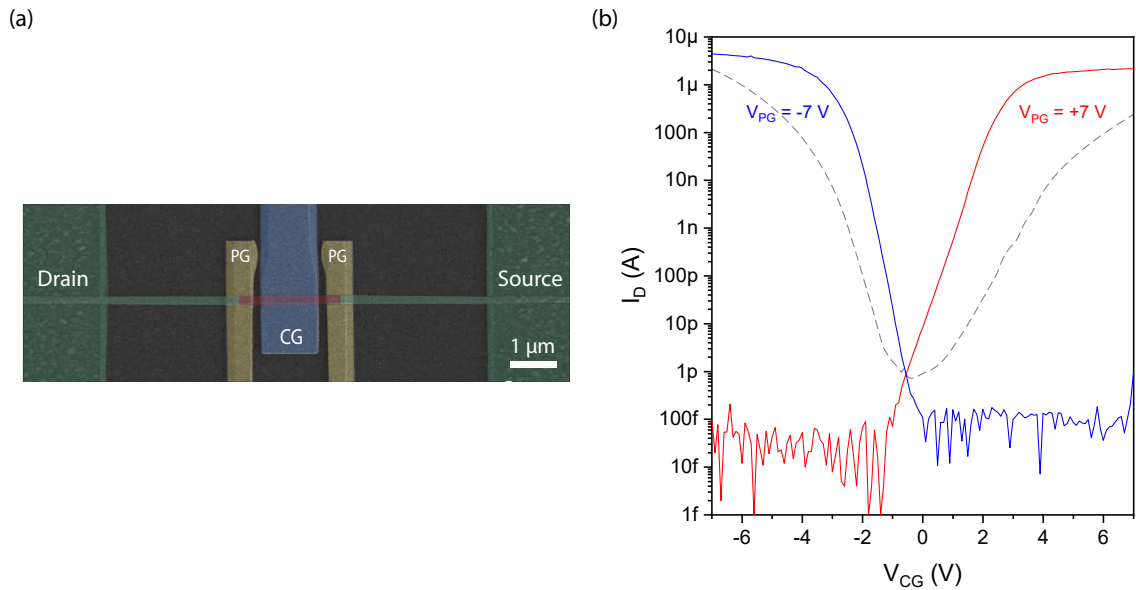 (a)
Drain
PG
PG
Source
CG
1 µm
(b)
10µ
1µ
100n
10n
1n
100p
10p
1p
100f
10f
1f
I_D (A)
V_PG = -7 V
V_PG = +7 V
-6 -4 -2 0 2 4 6
V_CG (V)